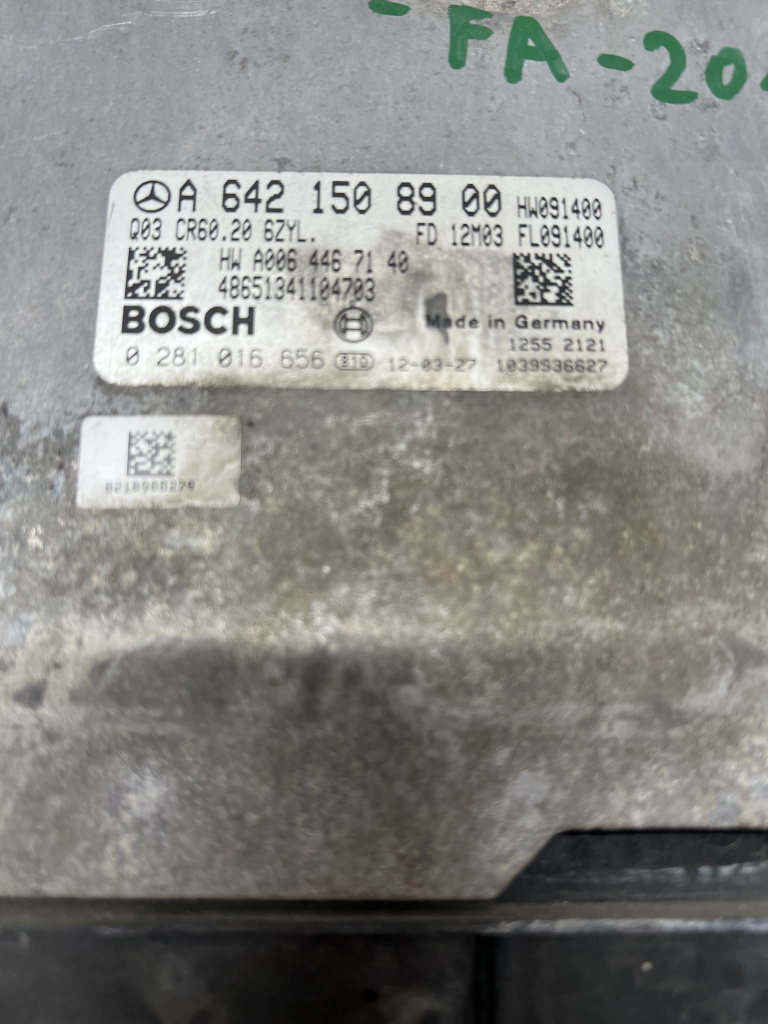 - FA-20
A 642 150 89 00 HW091400
Q03 CR60.20 6ZYL. FD 12M03 FL091400
HW A006 446 71 40
48651341104703
BOSCH Made in Germany
1255 2121
0 281 016 656 BTD 12-03-27 1039S36627